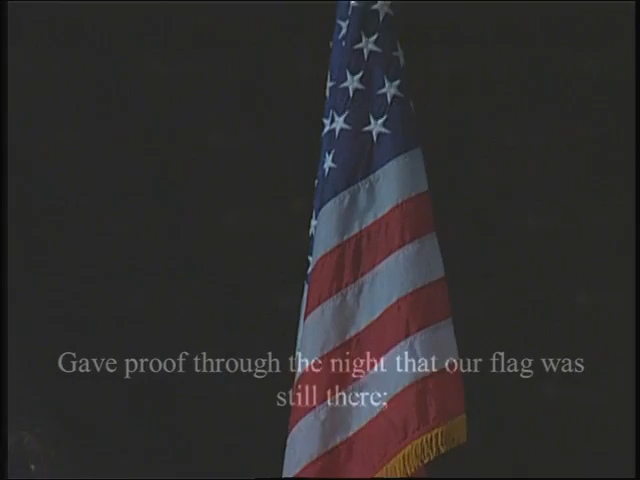 Gave proof through the night that our flag was
still there;